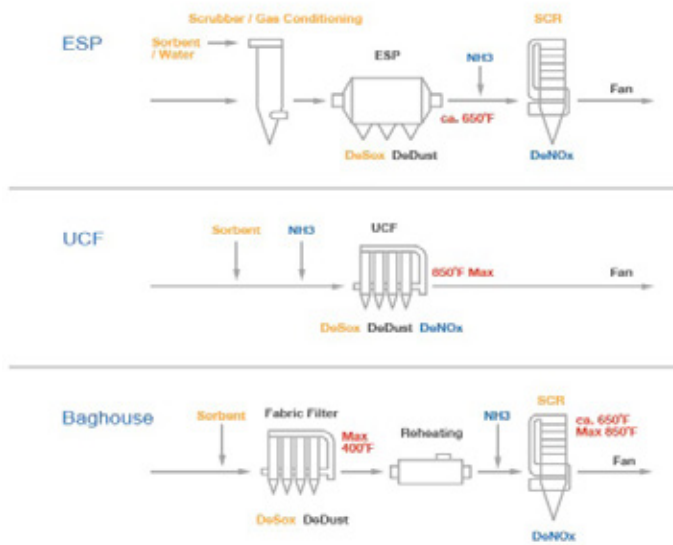 Scrubber / Gas Conditioning
SCR
ESP
Sorbent
/ Water
ESP
NH3
Fan
ca. 650°F
DeSox DeDust
DeNOx
UCF
Sorbent
NH3
UCF
850°F Max
Fan
DeSox DeDust DeNOx
Baghouse
Sorbent
Fabric Filter
Max
400°F
Reheating
NH3
SCR
ca. 650°F
Max 850°F
Fan
DeSox DeDust
DeNOx